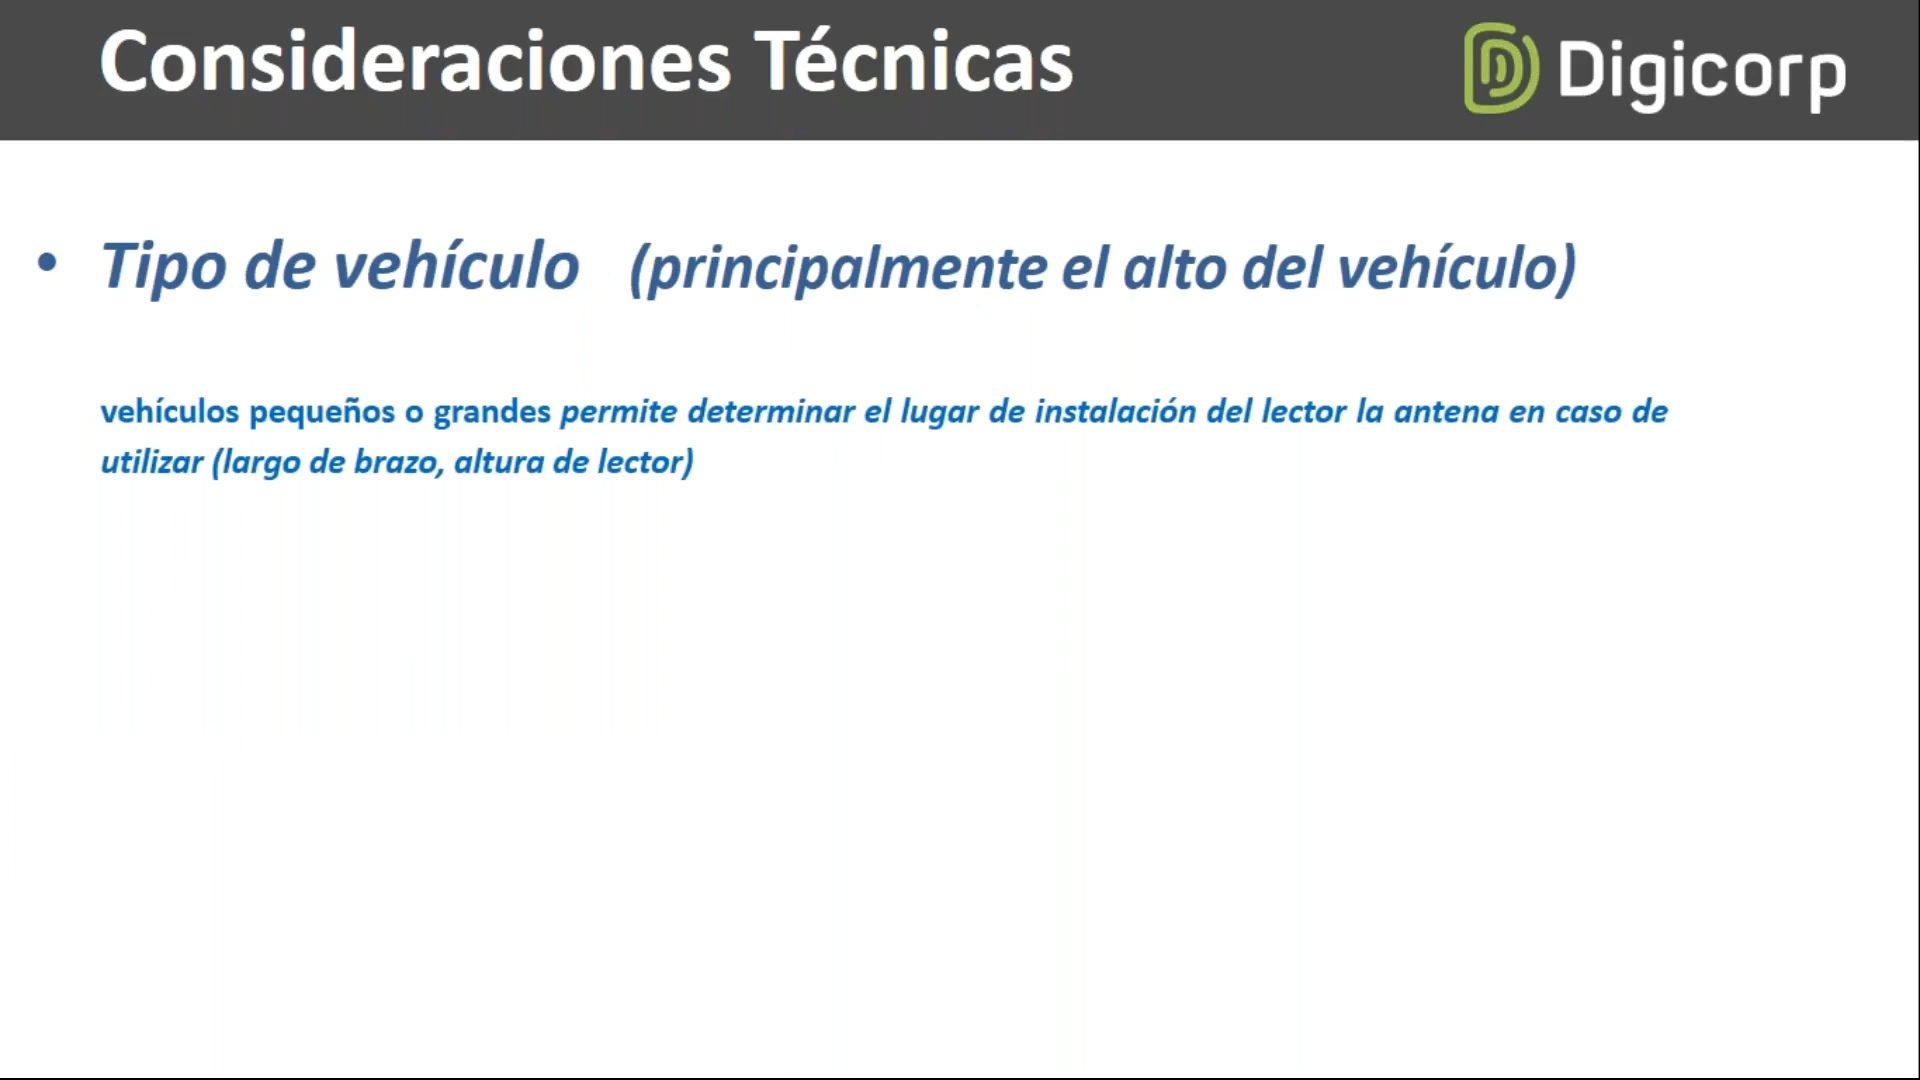 Consideraciones Técnicas
Digicorp
• Tipo de vehículo (principalmente el alto del vehículo)
vehículos pequeños o grandes permite determinar el lugar de instalación del lector la antena en caso de
utilizar (largo de brazo, altura de lector)